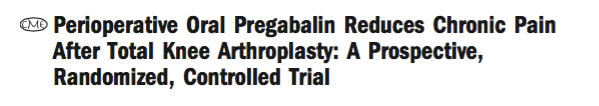 CME Perioperative Oral Pregabalin Reduces Chronic Pain
After Total Knee Arthroplasty: A Prospective,
Randomized, Controlled Trial